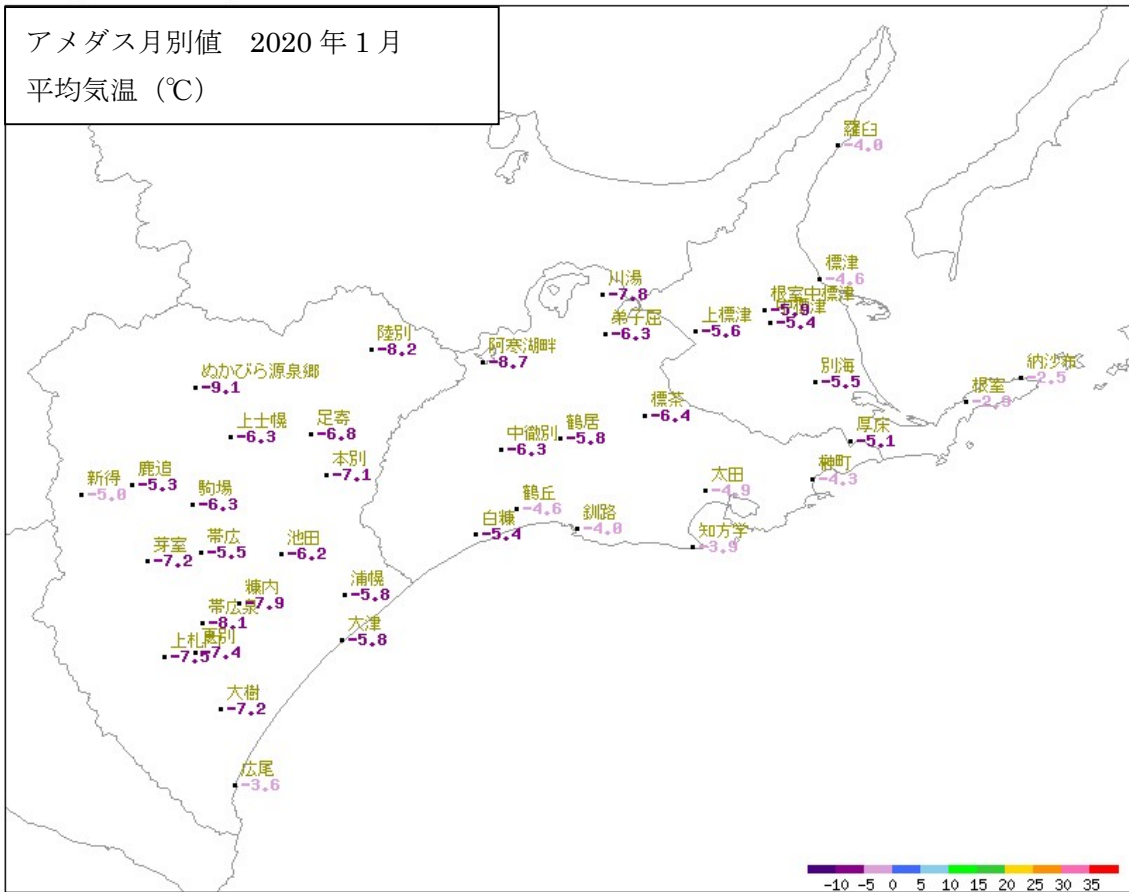 アメダス月別値　2020年1月
平均気温（℃）
羅臼
-4.0
標津
-4.6
川湯
-7.8
根室中標津
-5.9
-5.4
上標津
-5.6
弟子屈
-6.3
陸別
-8.2
阿寒湖畔
-8.7
ぬかびら源泉郷
-9.1
別海
-5.5
納沙布
-2.5
根室
標茶
-6.4
上士幌
-6.3
足寄
-6.8
中徹別
-6.3
鶴居
-5.8
厚床
-5.1
本別
-7.1
榊町
-4.3
新得
-5.0
鹿追
-5.3
駒場
-6.3
太田
-4.9
鶴丘
-4.6
白糠
-5.4
釧路
-4.0
知方学
-3.9
芽室
-7.2
帯広
-5.5
池田
-6.2
浦幌
-5.8
糠内
-7.9
帯広泉
-8.1
大津
-5.8
上札
-7.5
-7.4
大樹
-7.2
広尾
-3.6
-10 -5 0 5 10 15 20 25 30 35